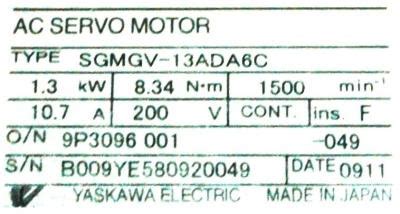 AC SERVO MOTOR
TYPE SGMGV-13ADA6C
1.3 kW 8.34 N·m 1500 min⁻¹
10.7 A 200 V CONT. ins. F
O/N 9P3096 001 -049
S/N B009YE580920049 DATE 0911
YASKAWA ELECTRIC MADE IN JAPAN